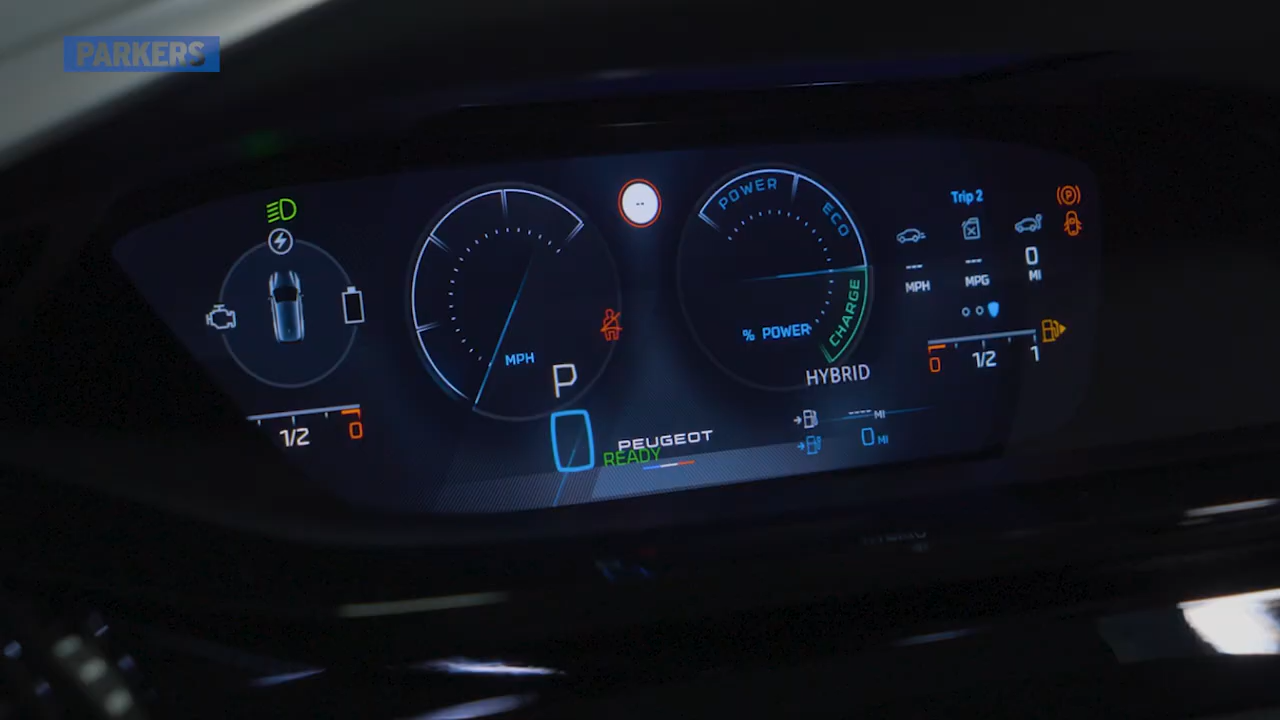 PARKERS
--
MPH
P
READY
PEUGEOT
POWER
ECO
CHARGE
% POWER
HYBRID
---- MI
0 MI
Trip 2
---
MPH
---
MPG
0
MI
P
0
1/2
1
1/2
0